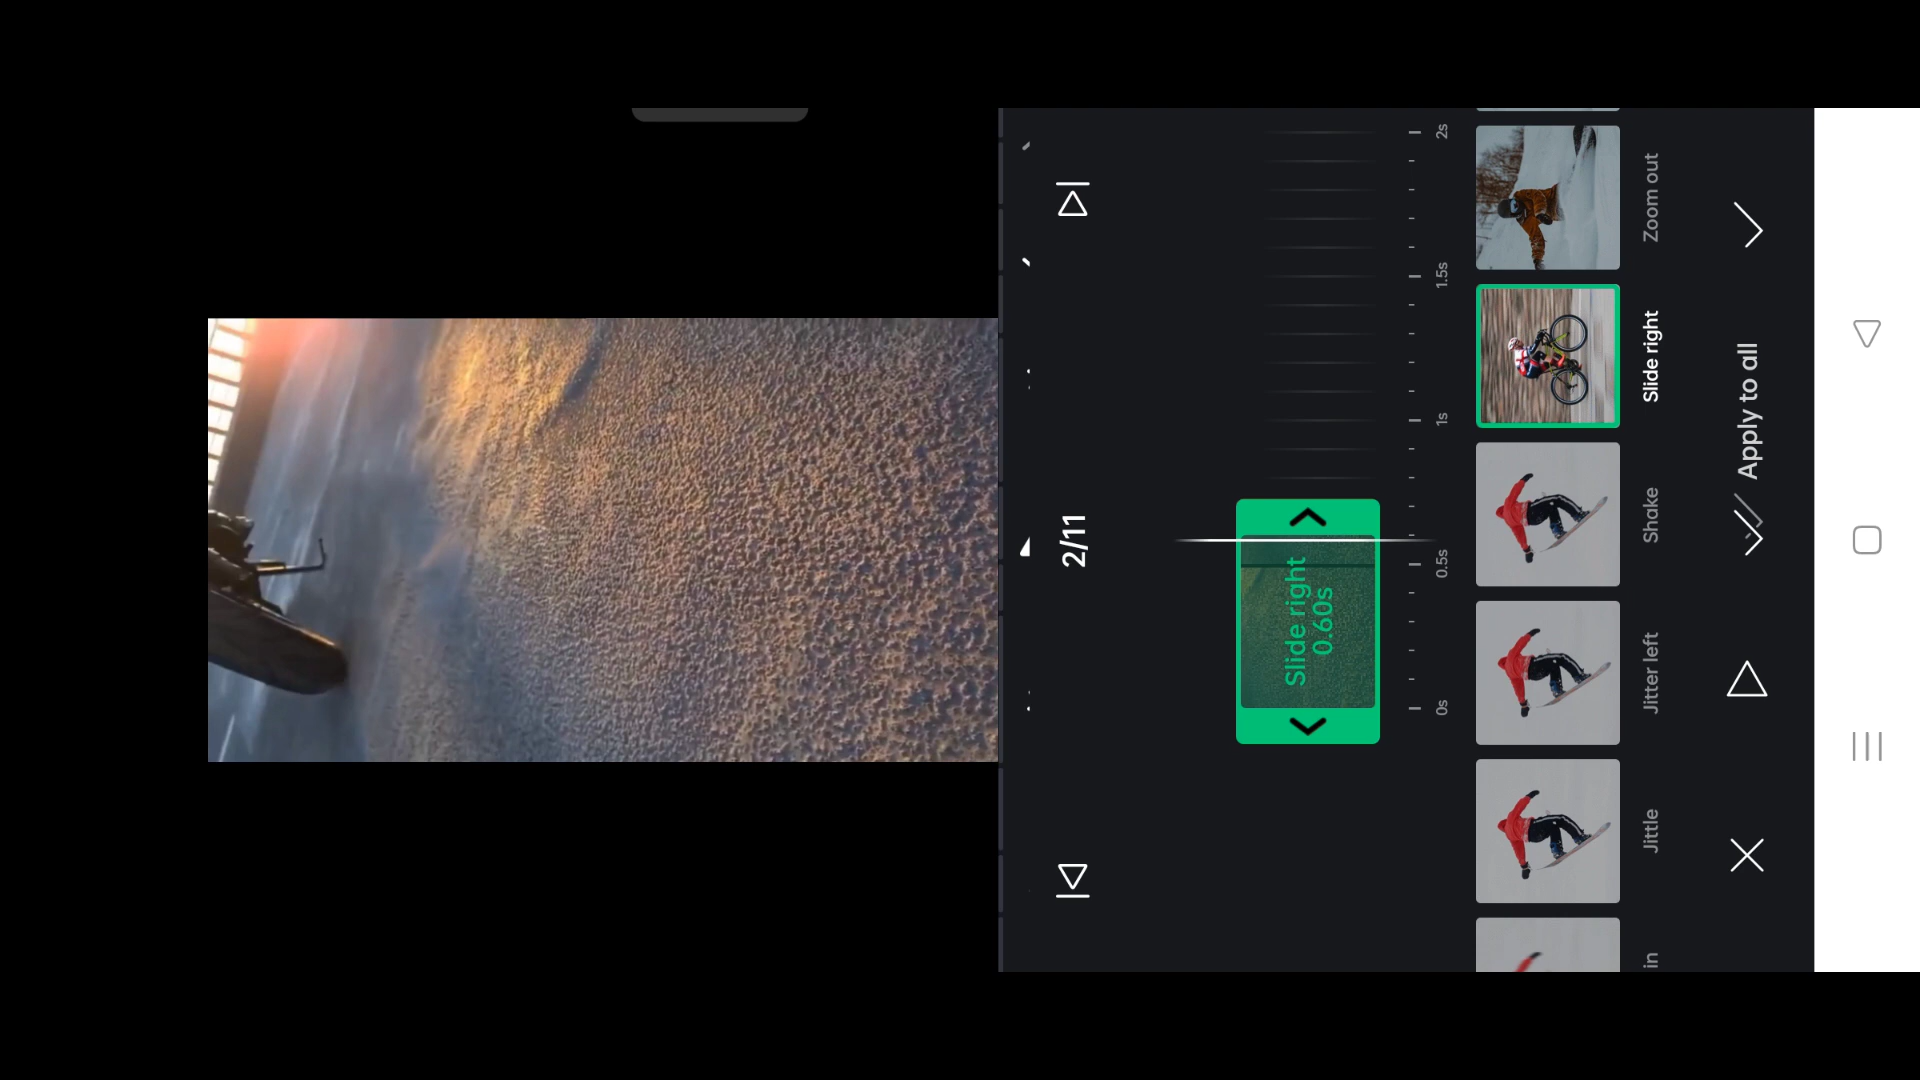 2/11
Slide right
0.60s
0s
0.5s
1s
1.5s
2s
in
Jittle
Jitter left
Shake
Slide right
Zoom out
Apply to all